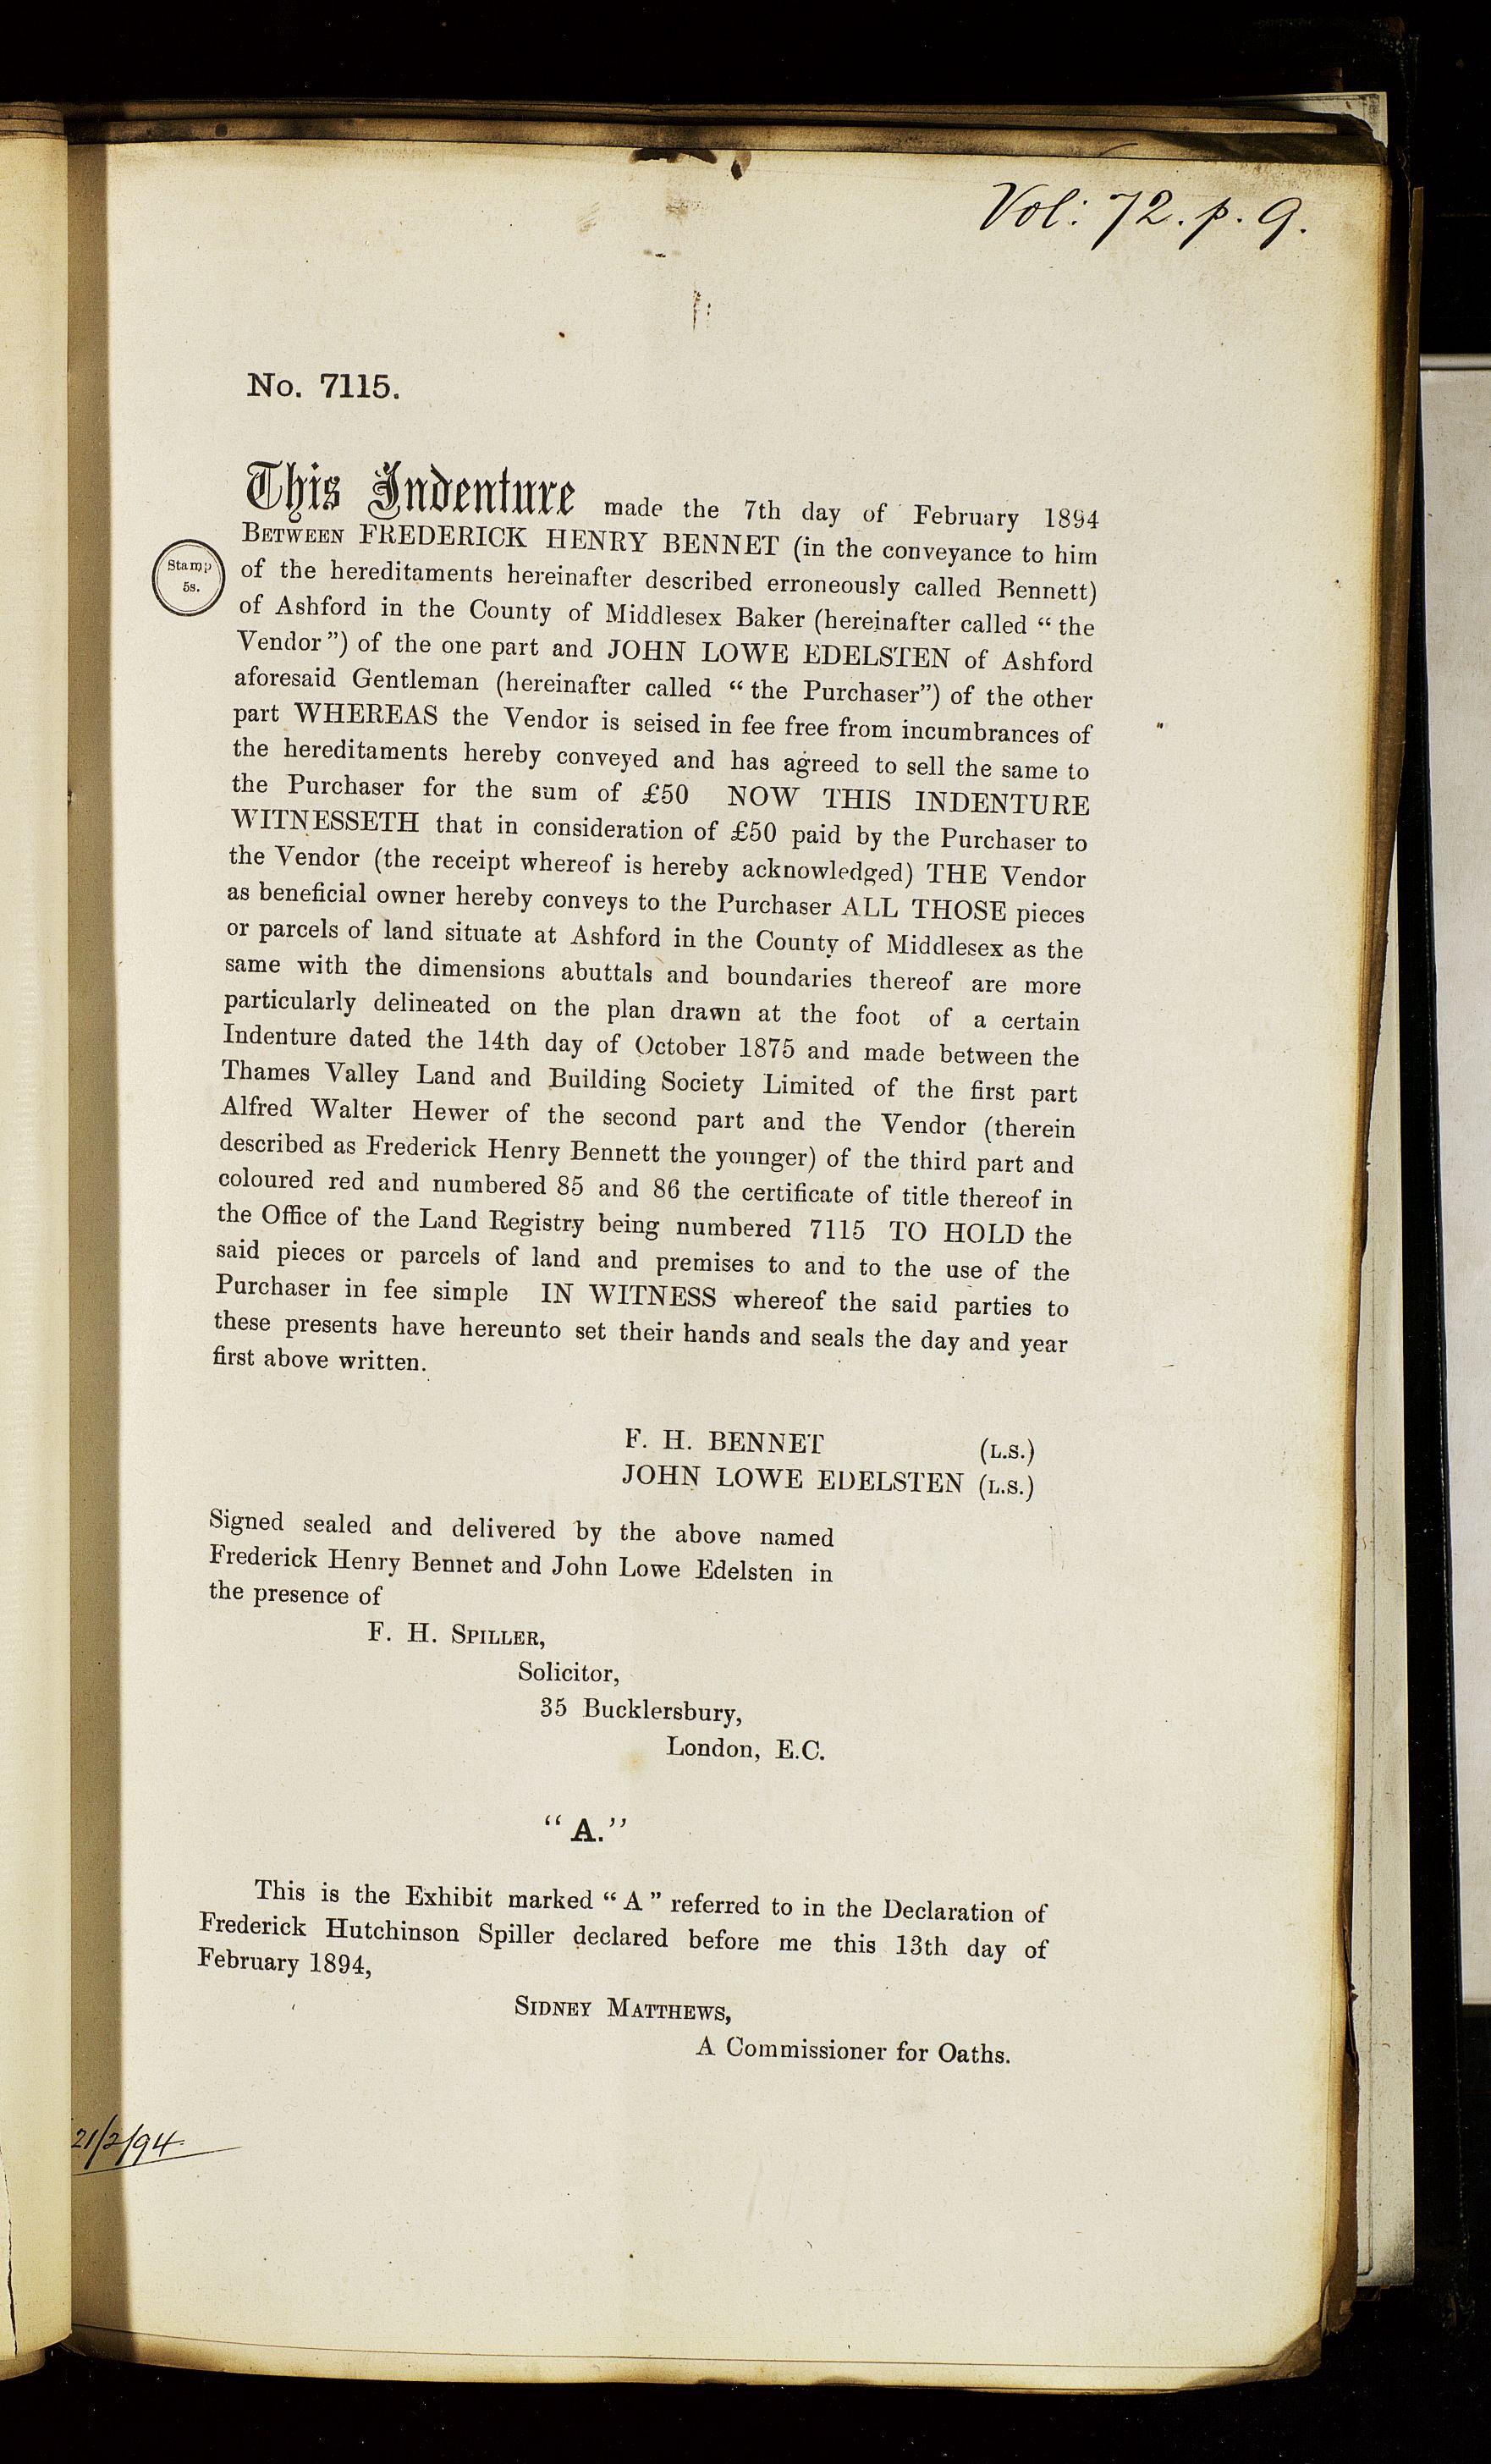 Vol: 72. p. 9.
No. 7115.
This Indenture made the 7th day of February 1894
BETWEEN FREDERICK HENRY BENNET (in the conveyance to him
Stamp
5s.
of the hereditaments hereinafter described erroneously called Bennett)
of Ashford in the County of Middlesex Baker (hereinafter called “ the
Vendor ”) of the one part and JOHN LOWE EDELSTEN of Ashford
aforesaid Gentleman (hereinafter called “ the Purchaser”) of the other
part WHEREAS the Vendor is seised in fee free from incumbrances of
the hereditaments hereby conveyed and has agreed to sell the same to
the Purchaser for the sum of £50 NOW THIS INDENTURE
WITNESSETH that in consideration of £50 paid by the Purchaser to
the Vendor (the receipt whereof is hereby acknowledged) THE Vendor
as beneficial owner hereby conveys to the Purchaser ALL THOSE pieces
or parcels of land situate at Ashford in the County of Middlesex as the
same with the dimensions abuttals and boundaries thereof are more
particularly delineated on the plan drawn at the foot of a certain
Indenture dated the 14th day of October 1875 and made between the
Thames Valley Land and Building Society Limited of the first part
Alfred Walter Hewer of the second part and the Vendor (therein
described as Frederick Henry Bennett the younger) of the third part and
coloured red and numbered 85 and 86 the certificate of title thereof in
the Office of the Land Registry being numbered 7115 TO HOLD the
said pieces or parcels of land and premises to and to the use of the
Purchaser in fee simple IN WITNESS whereof the said parties to
these presents have hereunto set their hands and seals the day and year
first above written.
F. H. BENNET (L.S.)
JOHN LOWE EDELSTEN (L.S.)
Signed sealed and delivered by the above named
Frederick Henry Bennet and John Lowe Edelsten in
the presence of
F. H. SPILLER,
Solicitor,
35 Bucklersbury,
London, E.C.
“ A.”
This is the Exhibit marked “ A ” referred to in the Declaration of
Frederick Hutchinson Spiller declared before me this 13th day of
February 1894,
SIDNEY MATTHEWS,
A Commissioner for Oaths.
21/2/94